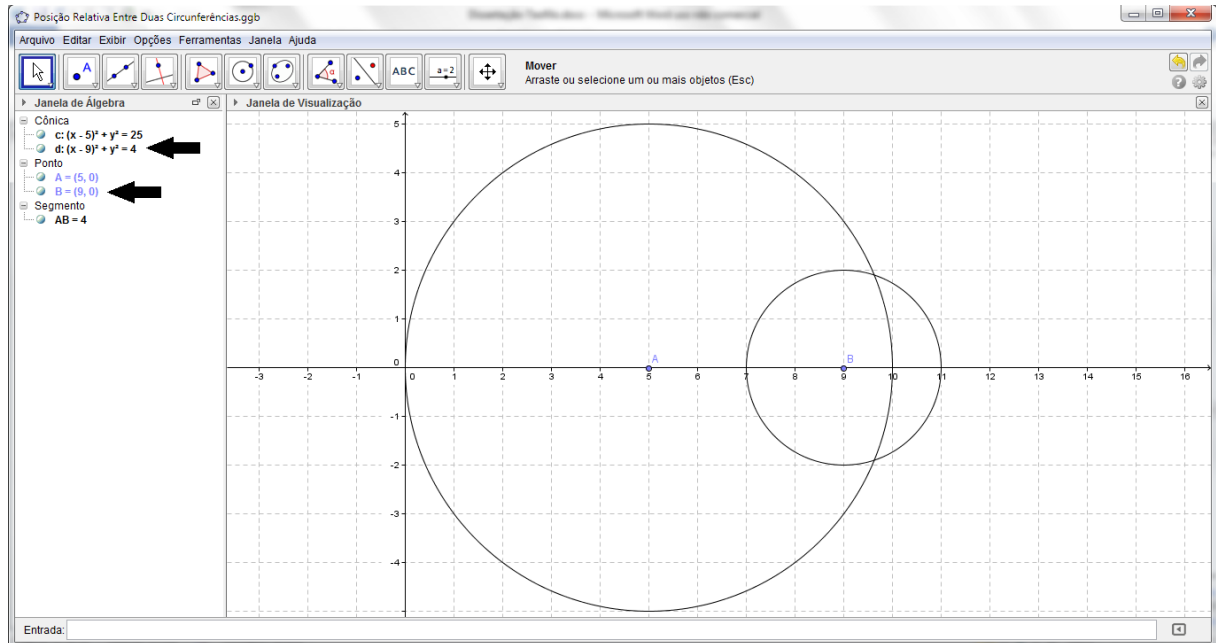 Posição Relativa Entre Duas Circunferências.ggb
Arquivo Editar Exibir Opções Ferramentas Janela Ajuda
A
ABC
a=2
α
Mover
Arraste ou selecione um ou mais objetos (Esc)
Janela de Álgebra
Janela de Visualização
Cônica
c: (x - 5)² + y² = 25
d: (x - 9)² + y² = 4
Ponto
A = (5, 0)
B = (9, 0)
Segmento
AB = 4
5
4
3
2
1
0
-1
-2
-3
-4
A
B
-3 -2 -1 0 1 2 3 4 5 6 7 8 9 10 11 12 13 14 15 16
Entrada: